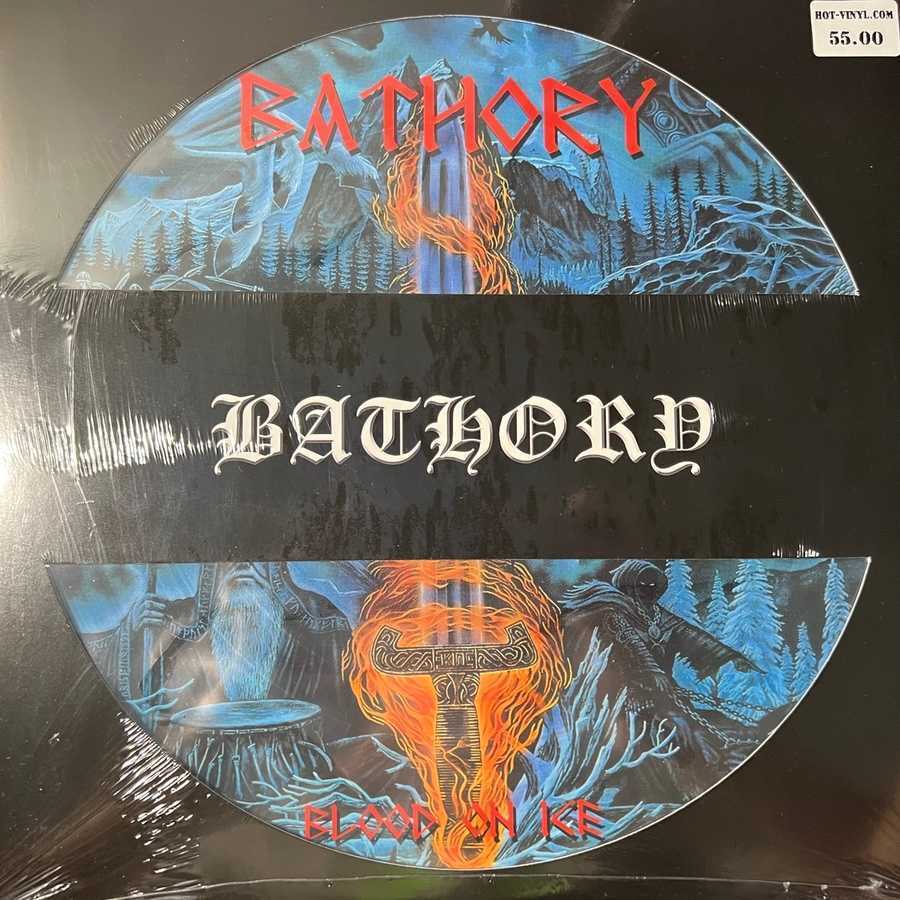 HOT-VINYL.COM
55.00
BATHORY
BATHORY
BLOOD ON ICE